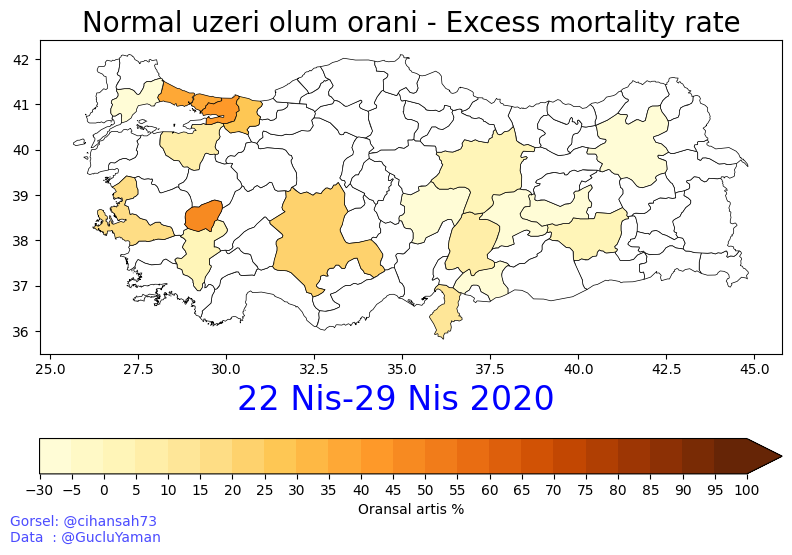 Normal uzeri olum orani - Excess mortality rate
42
41
40
39
38
37
36
25.0 27.5 30.0 32.5 35.0 37.5 40.0 42.5 45.0
22 Nis-29 Nis 2020
−30 −5 0 5 10 15 20 25 30 35 40 45 50 55 60 65 70 75 80 85 90 95 100
Oransal artis %
Gorsel: @cihansah73
Data : @GucluYaman